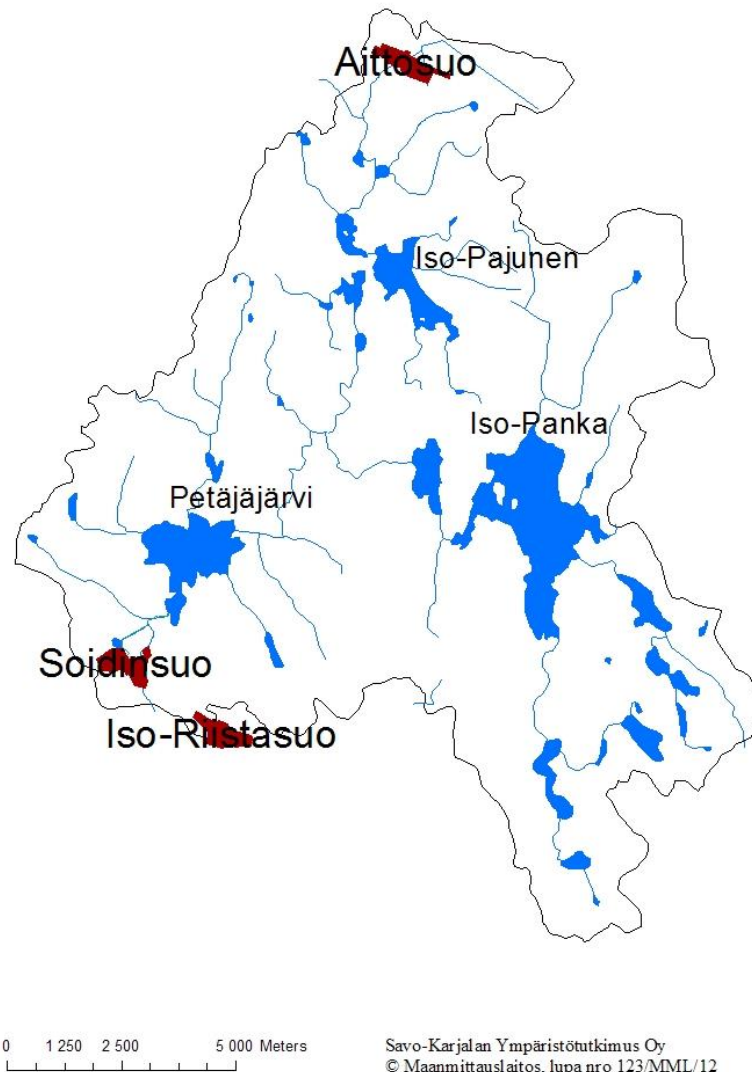 Aittosuo
Iso-Pajunen
Iso-Panka
Petäjäjärvi
Soidinsuo
Iso-Riistasuo
0 1 250 2 500 5 000 Meters
Savo-Karjalan Ympäristötutkimus Oy
© Maanmittauslaitos, lupa nro 123/MML/12